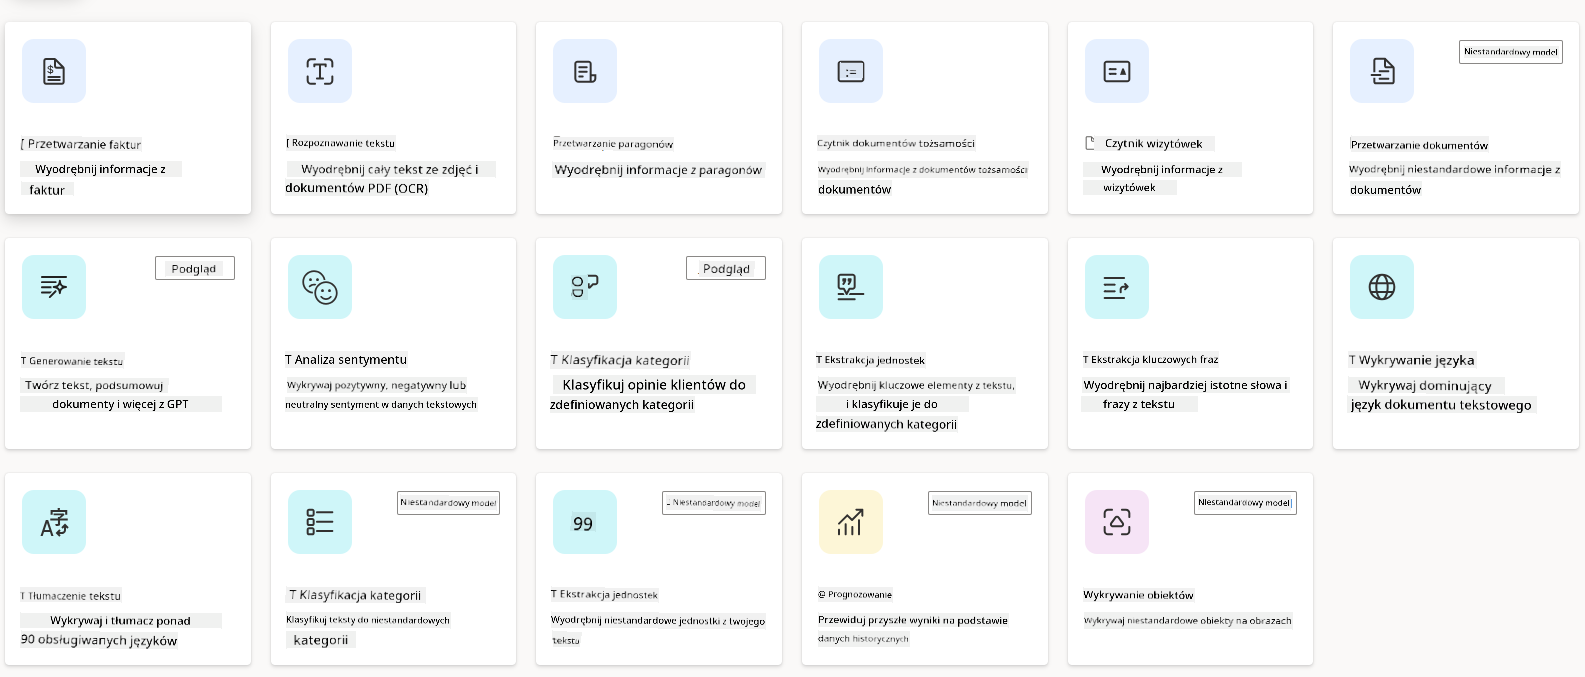 Przetwarzanie faktur
Wyodrębnij informacje z
faktur
Rozpoznawanie tekstu
Wyodrębnij cały tekst ze zdjęć i
dokumentów PDF (OCR)
Przetwarzanie paragonów
Wyodrębnij informacje z paragonów
Czytnik dokumentów tożsamości
Wyodrębnij informacje z dokumentów tożsamości
dokumentów
Czytnik wizytówek
Wyodrębnij informacje z
wizytówek
Niestandardowy model
Przetwarzanie dokumentów
Wyodrębnij niestandardowe informacje z
dokumentów
Podgląd
T Generowanie tekstu
Twórz tekst, podsumowuj
dokumenty i więcej z GPT
T Analiza sentymentu
Wykrywaj pozytywny, negatywny lub
neutralny sentyment w danych tekstowych
Podgląd
T Klasyfikacja kategorii
Klasyfikuj opinie klientów do
zdefiniowanych kategorii
T Ekstrakcja jednostek
Wyodrębnij kluczowe elementy z tekstu,
i klasyfikuje je do
zdefiniowanych kategorii
T Ekstrakcja kluczowych fraz
Wyodrębnij najbardziej istotne słowa i
frazy z tekstu
T Wykrywanie języka
Wykrywaj dominujący
język dokumentu tekstowego
T Tłumaczenie tekstu
Wykrywaj i tłumacz ponad
90 obsługiwanych języków
Niestandardowy model
T Klasyfikacja kategorii
Klasyfikuj teksty do niestandardowych
kategorii
Niestandardowy model
99
T Ekstrakcja jednostek
Wyodrębnij niestandardowe jednostki z twojego
tekstu
Niestandardowy model
@ Prognozowanie
Przewiduj przyszłe wyniki na podstawie
danych historycznych
Niestandardowy model
Wykrywanie obiektów
Wykrywaj niestandardowe obiekty na obrazach